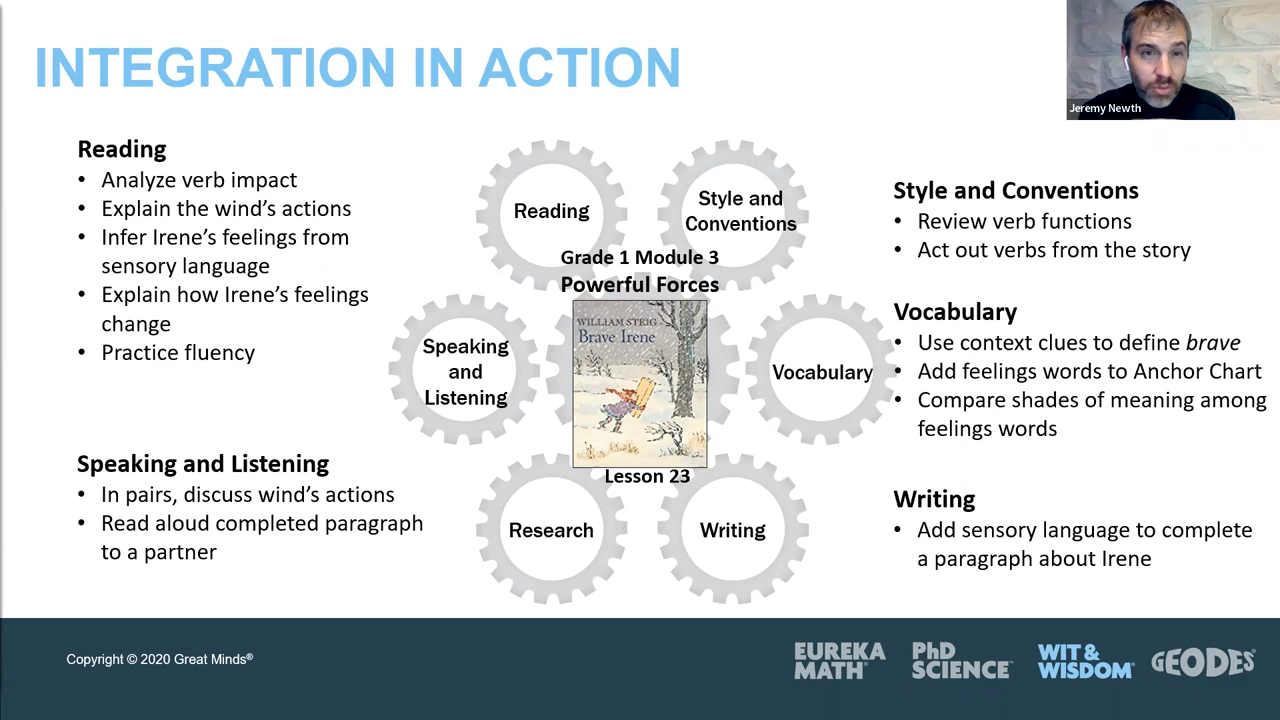 INTEGRATION IN ACTION
Jeremy Newth
Reading
• Analyze verb impact
• Explain the wind's actions
• Infer Irene's feelings from
sensory language
• Explain how Irene's feelings
change
• Practice fluency
Speaking and Listening
• In pairs, discuss wind's actions
• Read aloud completed paragraph
to a partner
Reading
Style and
Conventions
Grade 1 Module 3
Powerful Forces
WILLIAM STEIG
Brave Irene
Speaking
and
Listening
Vocabulary
Lesson 23
Research
Writing
Style and Conventions
• Review verb functions
• Act out verbs from the story
Vocabulary
• Use context clues to define brave
• Add feelings words to Anchor Chart
• Compare shades of meaning among
feelings words
Writing
• Add sensory language to complete
a paragraph about Irene
Copyright © 2020 Great Minds®
EUREKA
MATH®
PhD
SCIENCE™
WIT &
WISDOM®
GEODES®